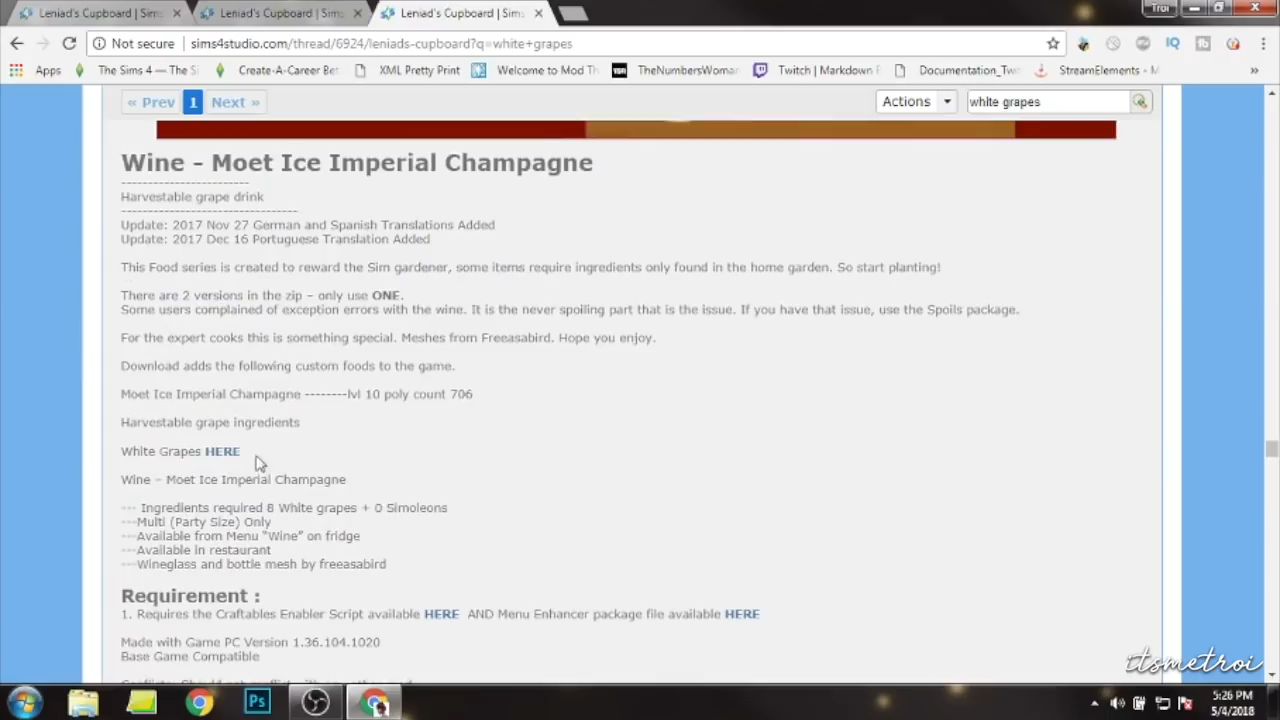 Leniad's Cupboard | Sims
Leniad's Cupboard | Sims
Leniad's Cupboard | Sims
Troi
Not secure | sims4studio.com/thread/6924/leniads-cupboard?q=white+grapes
Apps
The Sims 4 — The S
Create-A-Career Bet
XML Pretty Print
Welcome to Mod Th
TheNumbersWoma
Twitch | Markdown
Documentation_Tw
StreamElements - M
« Prev 1 Next »
Actions
white grapes
Wine – Moet Ice Imperial Champagne
------------------------
Harvestable grape drink
---------------------------------
Update: 2017 Nov 27 German and Spanish Translations Added
Update: 2017 Dec 16 Portuguese Translation Added
This Food series is created to reward the Sim gardener, some items require ingredients only found in the home garden. So start planting!
There are 2 versions in the zip – only use ONE.
Some users complained of exception errors with the wine. It is the never spoiling part that is the issue. If you have that issue, use the Spoils package.
For the expert cooks this is something special. Meshes from Freeasabird. Hope you enjoy.
Download adds the following custom foods to the game.
Moet Ice Imperial Champagne --------lvl 10 poly count 706
Harvestable grape ingredients
White Grapes HERE
Wine – Moet Ice Imperial Champagne
--- Ingredients required 8 White grapes + 0 Simoleons
---Multi (Party Size) Only
---Available from Menu "Wine" on fridge
---Available in restaurant
---Wineglass and bottle mesh by freeasabird
Requirement :
1. Requires the Craftables Enabler Script available HERE AND Menu Enhancer package file available HERE
Made with Game PC Version 1.36.104.1020
Base Game Compatible
itsmetroi
5:26 PM
5/4/2018